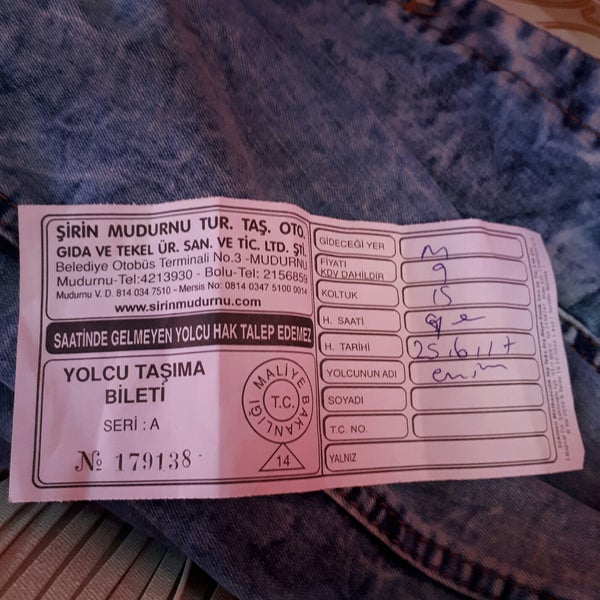 ŞİRİN MUDURNU TUR. TAŞ. OTO.
GIDA VE TEKEL ÜR. SAN. VE TİC. LTD. ŞTİ.
Belediye Otobüs Terminali No.3 -MUDURNU
Mudurnu-Tel:4213930 - Bolu-Tel: 2156859
Mudurnu V. D. 814 034 7510 - Mersis No: 0814 0347 5100 0014
www.sirinmudurnu.com
SAATİNDE GELMEYEN YOLCU HAK TALEP EDEMEZ
YOLCU TAŞIMA
BİLETİ
SERİ : A
№ 179138
MALİYE BAKANLIĞI
T.C.
14
GİDECEĞİ YER M
FİYATI
KDV DAHİLDİR 9
KOLTUK 15
H. SAATİ
H. TARİHİ 25.6.117
YOLCUNUN ADI
SOYADI
T.C. NO.
YALNIZ